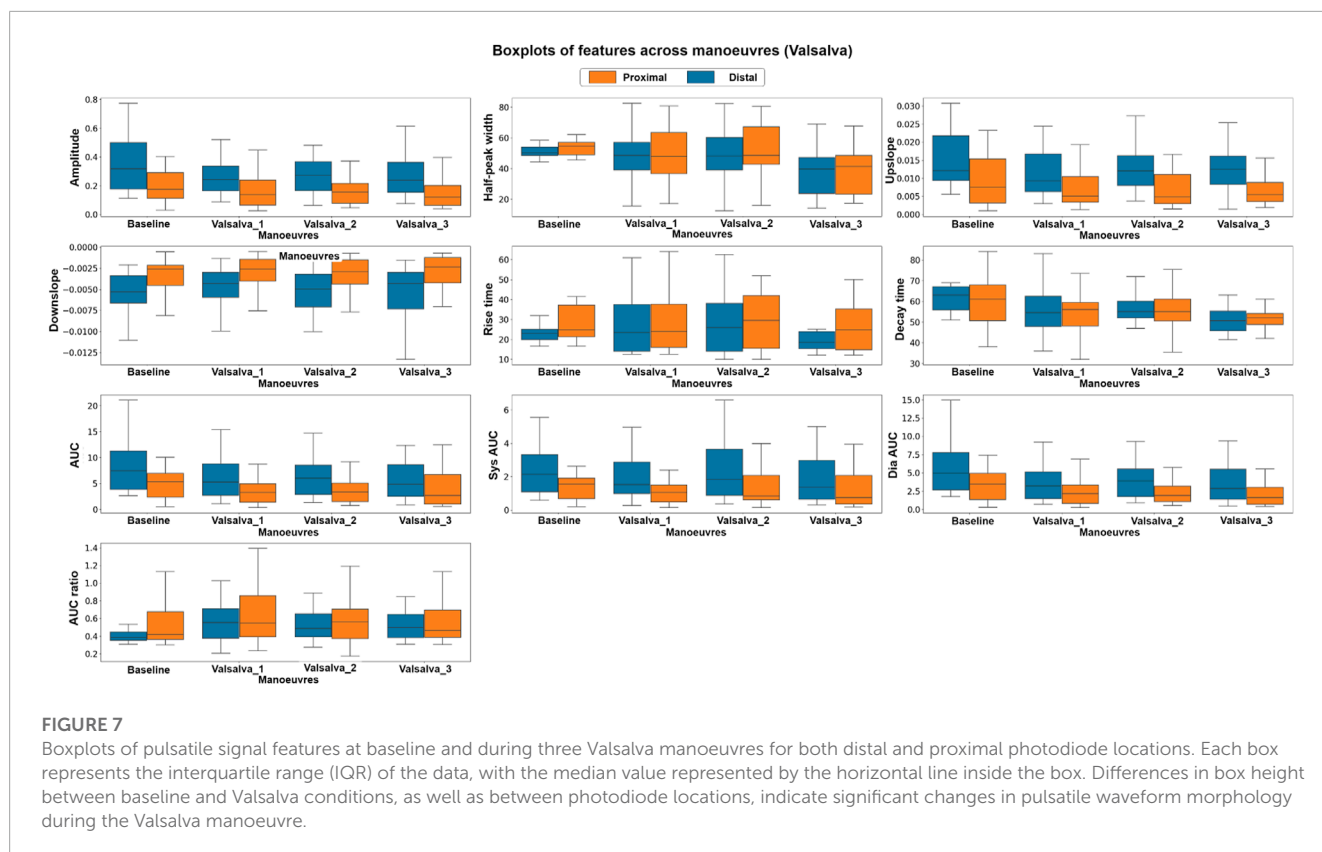 Boxplots of features across manoeuvres (Valsalva)
Proximal Distal
Amplitude
0.8
0.6
0.4
0.2
0.0
Baseline Valsalva_1 Valsalva_2 Valsalva_3
Manoeuvres
Half-peak width
80
60
40
20
Baseline Valsalva_1 Valsalva_2 Valsalva_3
Manoeuvres
Upslope
0.030
0.025
0.020
0.015
0.010
0.005
0.000
Baseline Valsalva_1 Valsalva_2 Valsalva_3
Manoeuvres
Downslope
0.0000
−0.0025
−0.0050
−0.0075
−0.0100
−0.0125
Manoeuvres
Baseline Valsalva_1 Valsalva_2 Valsalva_3
Manoeuvres
Rise time
60
50
40
30
20
10
Baseline Valsalva_1 Valsalva_2 Valsalva_3
Manoeuvres
Decay time
80
70
60
50
40
30
Baseline Valsalva_1 Valsalva_2 Valsalva_3
Manoeuvres
AUC
20
15
10
5
0
Baseline Valsalva_1 Valsalva_2 Valsalva_3
Manoeuvres
Sys AUC
6
4
2
0
Baseline Valsalva_1 Valsalva_2 Valsalva_3
Manoeuvres
Dia AUC
15.0
12.5
10.0
7.5
5.0
2.5
0.0
Baseline Valsalva_1 Valsalva_2 Valsalva_3
Manoeuvres
AUC ratio
1.4
1.2
1.0
0.8
0.6
0.4
0.2
Baseline Valsalva_1 Valsalva_2 Valsalva_3
Manoeuvres
FIGURE 7
Boxplots of pulsatile signal features at baseline and during three Valsalva manoeuvres for both distal and proximal photodiode locations. Each box
represents the interquartile range (IQR) of the data, with the median value represented by the horizontal line inside the box. Differences in box height
between baseline and Valsalva conditions, as well as between photodiode locations, indicate significant changes in pulsatile waveform morphology
during the Valsalva manoeuvre.